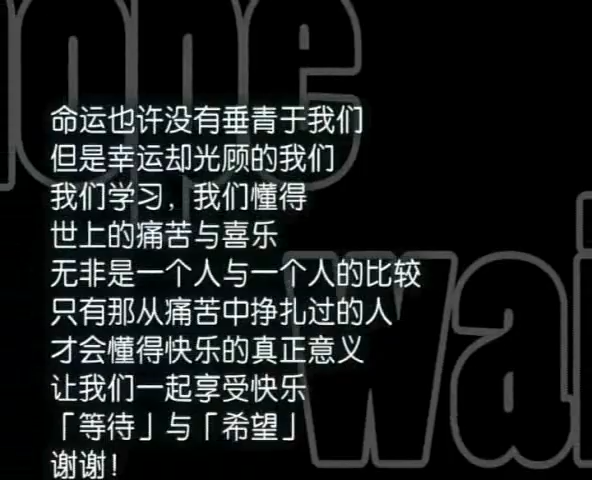 hope
命运也许没有垂青于我们
但是幸运却光顾的我们
我们学习，我们懂得
世上的痛苦与喜乐
无非是一个人与一个人的比较
只有那从痛苦中挣扎过的人
才会懂得快乐的真正意义
让我们一起享受快乐
「等待」与「希望」
谢谢！
wai